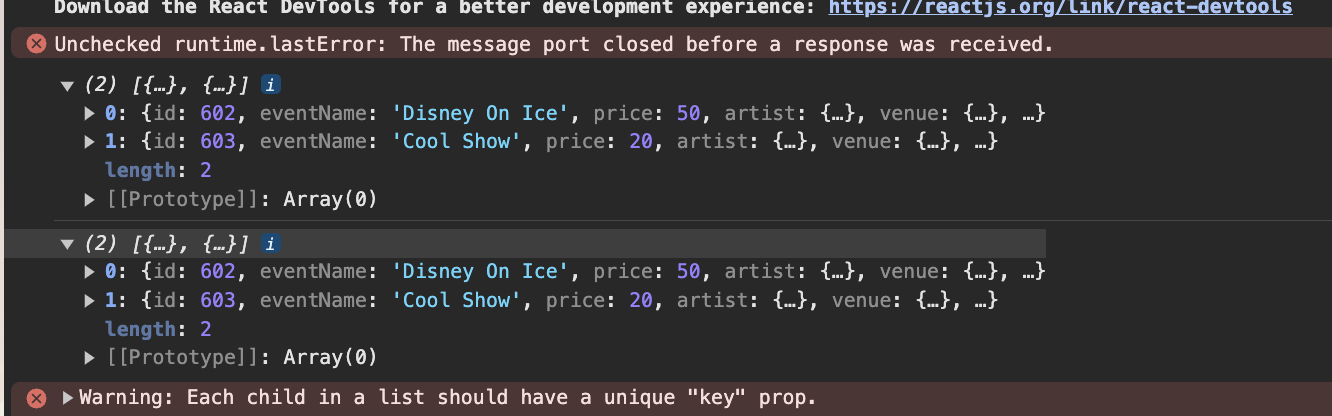 Download the React DevTools for a better development experience: https://reactjs.org/link/react-devtools
Unchecked runtime.lastError: The message port closed before a response was received.
(2) [{…}, {…}] i
0: {id: 602, eventName: 'Disney On Ice', price: 50, artist: {…}, venue: {…}, …}
1: {id: 603, eventName: 'Cool Show', price: 20, artist: {…}, venue: {…}, …}
length: 2
[[Prototype]]: Array(0)
(2) [{…}, {…}] i
0: {id: 602, eventName: 'Disney On Ice', price: 50, artist: {…}, venue: {…}, …}
1: {id: 603, eventName: 'Cool Show', price: 20, artist: {…}, venue: {…}, …}
length: 2
[[Prototype]]: Array(0)
Warning: Each child in a list should have a unique "key" prop.